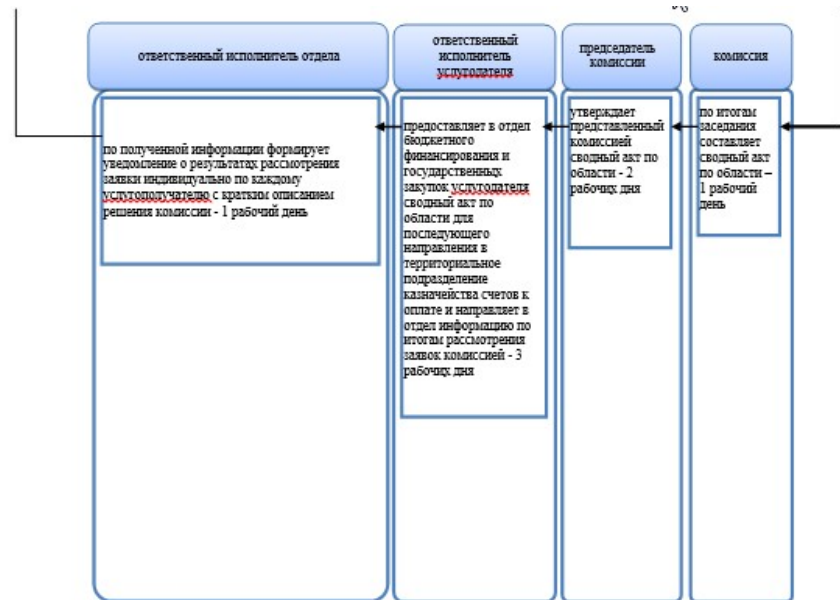 ответственный исполнитель отдела
ответственный
исполнитель
услугодателя
председатель
комиссии
комиссия
по полученной информации формирует
уведомление о результатах рассмотрения
заявки индивидуально по каждому
услугополучателю с кратким описанием
решения комиссии - 1 рабочий день
предоставляет в отдел
бюджетного
финансирования и
государственных
закупок услугодателя
сводный акт по
области для
последующего
направления в
территориальное
подразделение
казначейства счетов к
оплате и направляет в
отдел информацию по
итогам рассмотрения
заявок комиссией - 3
рабочих дня
утверждает
представленный
комиссией
сводный акт по
области - 2
рабочих дня
по итогам
заседания
составляет
сводный акт
по области –
1 рабочий
день